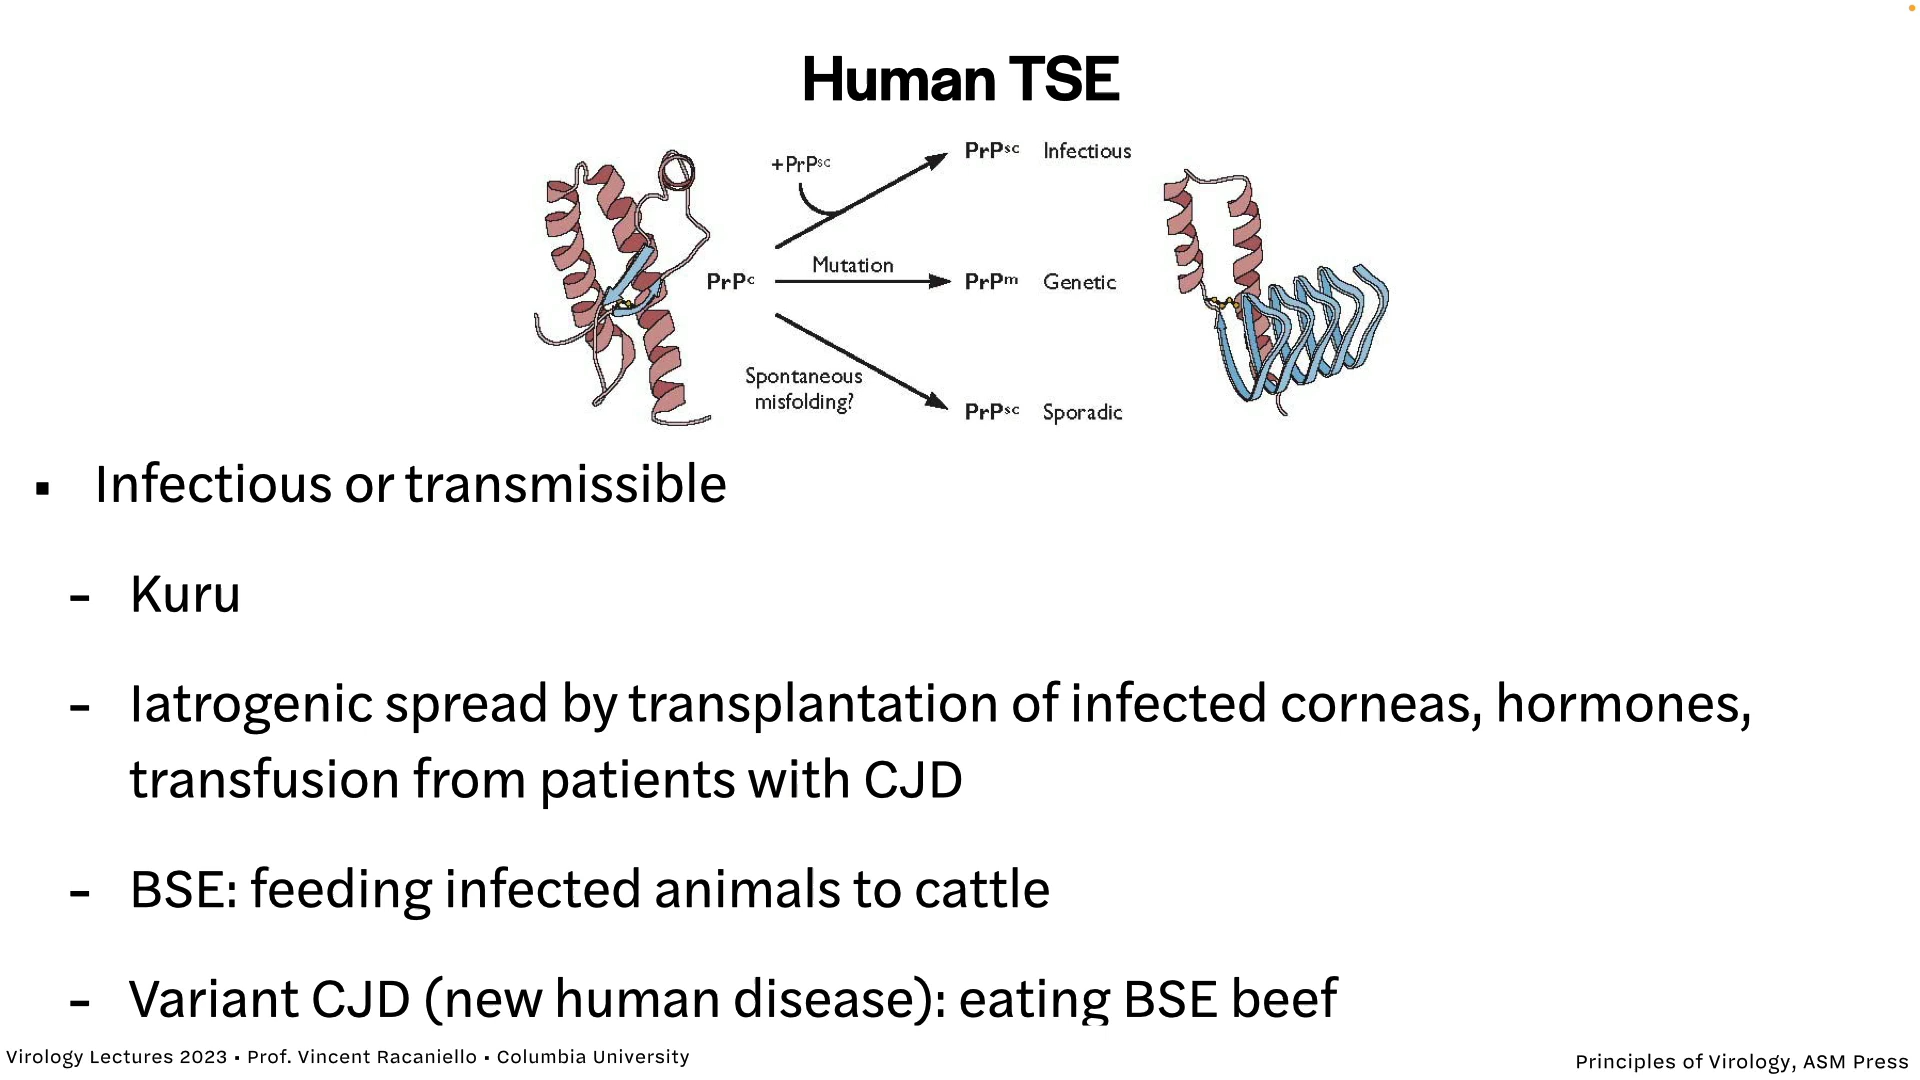 Human TSE
+PrPsc
PrPsc Infectious
PrPc
Mutation
PrPm Genetic
Spontaneous
misfolding?
PrPsc Sporadic
▪ Infectious or transmissible
- Kuru
- Iatrogenic spread by transplantation of infected corneas, hormones,
transfusion from patients with CJD
- BSE: feeding infected animals to cattle
- Variant CJD (new human disease): eating BSE beef
Virology Lectures 2023 ▪ Prof. Vincent Racaniello ▪ Columbia University
Principles of Virology, ASM Press